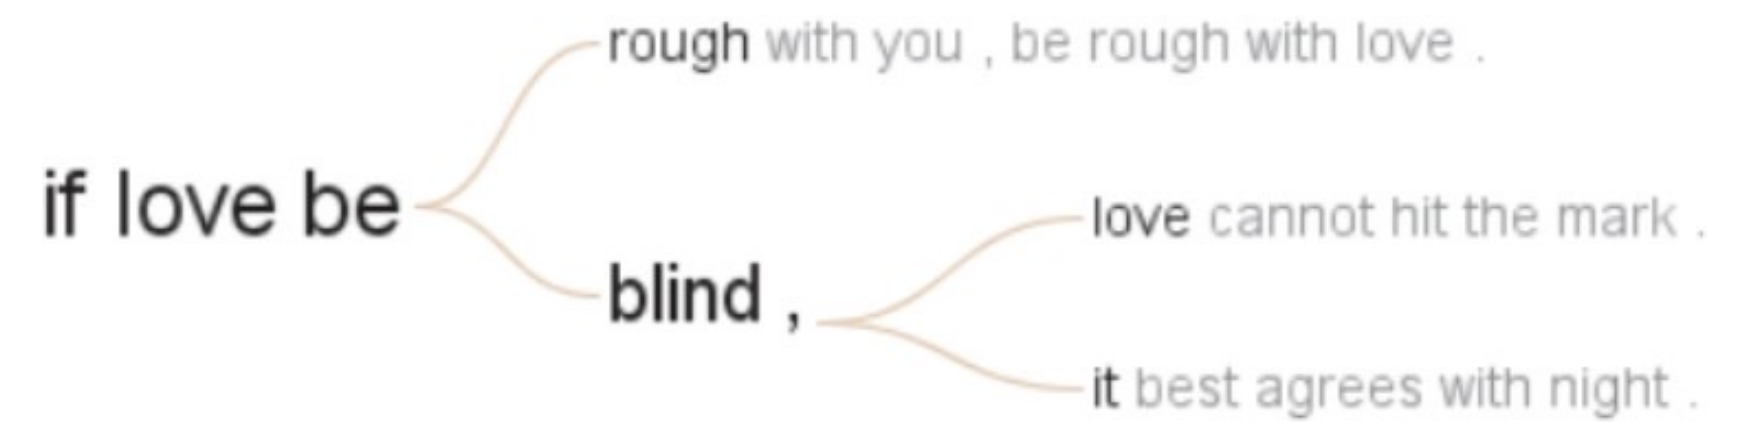 rough with you , be rough with love .
if love be
love cannot hit the mark .
blind ,
it best agrees with night .